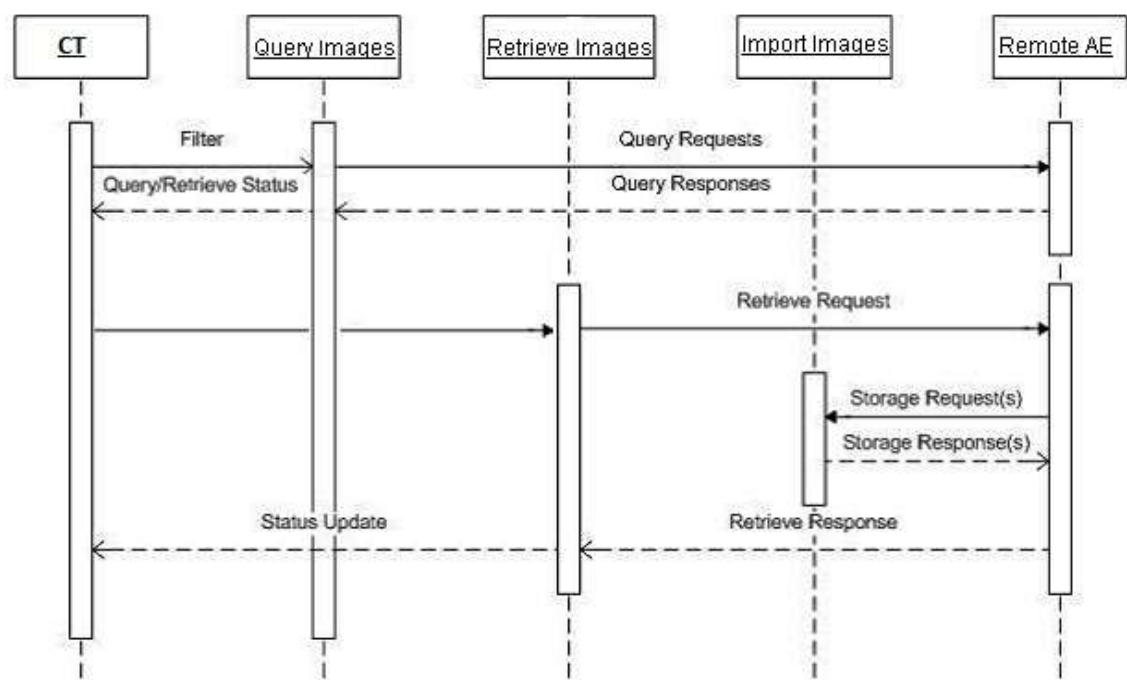 CT
Query Images
Retrieve Images
Import Images
Remote AE
Filter
Query Requests
Query/Retrieve Status
Query Responses
Retrieve Request
Storage Request(s)
Storage Response(s)
Status Update
Retrieve Response